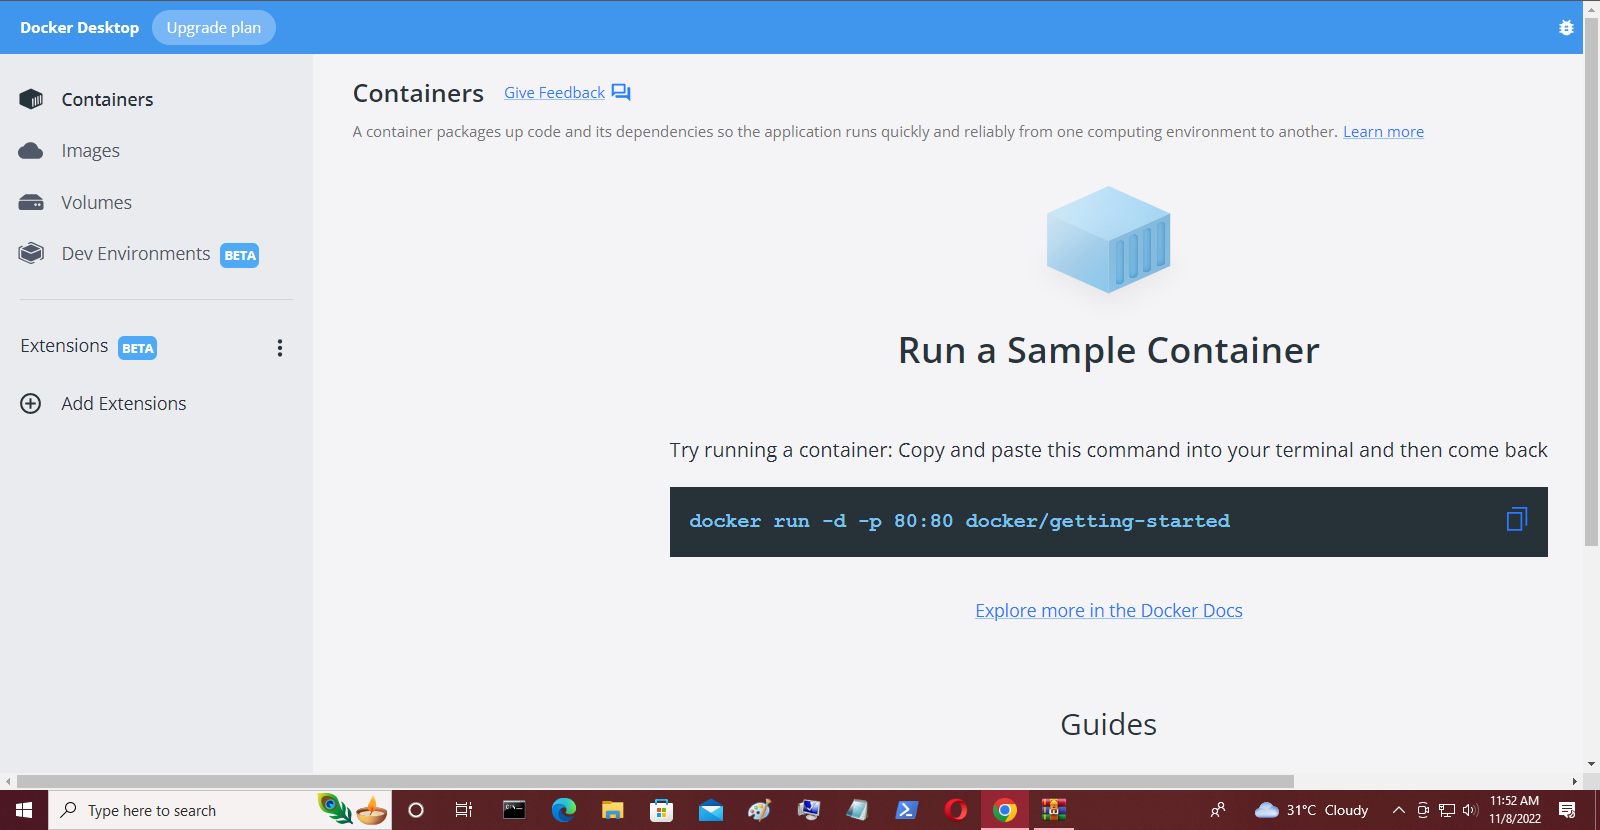 Docker Desktop Upgrade plan
Containers
Images
Volumes
Dev Environments BETA
Extensions BETA
Add Extensions
Containers Give Feedback
A container packages up code and its dependencies so the application runs quickly and reliably from one computing environment to another. Learn more
Run a Sample Container
Try running a container: Copy and paste this command into your terminal and then come back
docker run -d -p 80:80 docker/getting-started
Explore more in the Docker Docs
Guides
Type here to search
31°C Cloudy
11:52 AM
11/8/2022